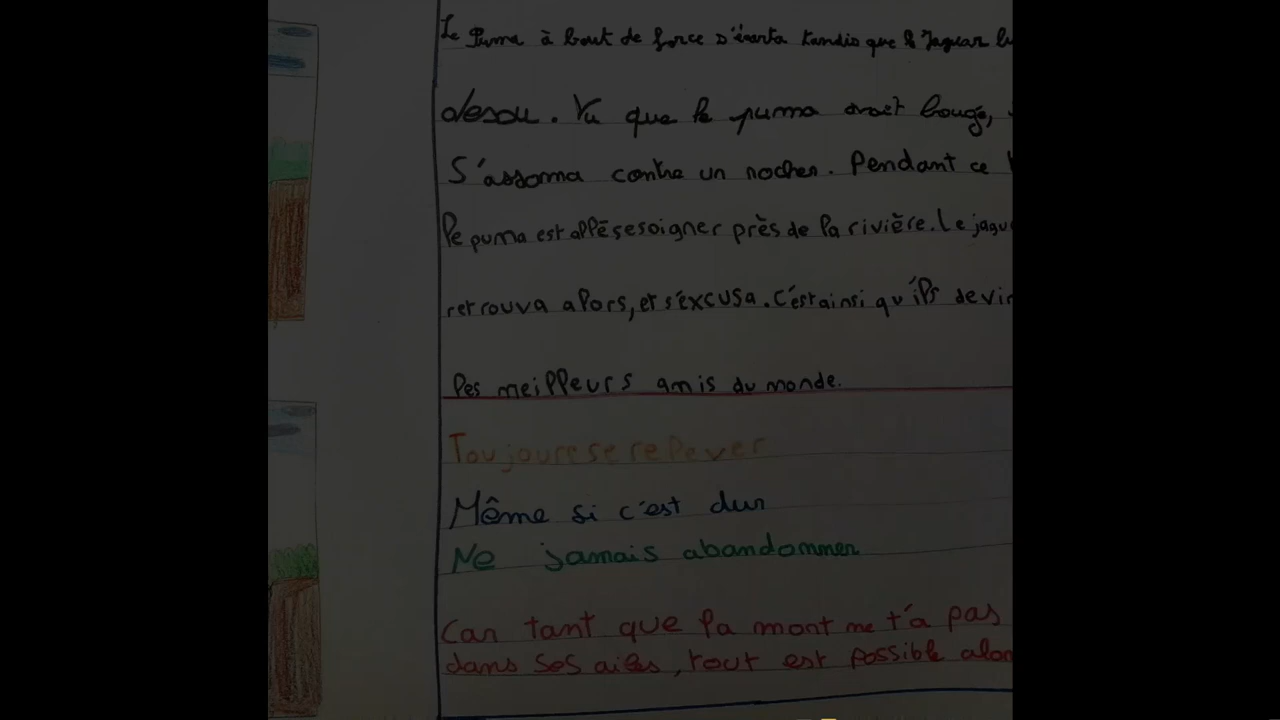 Le Puma à bout de force s'écarta tandis que le Jaguar
desou. Vu que le puma avait bougé,
S'assoma contre un rocher. Pendant ce
le puma est allé se soigner près de la rivière. Le jagu
retrouva alors, et s'excusa. C'est ainsi qu'ils devin
les meilleurs amis du monde.
Toujours se relever
Même si c'est dur
Ne jamais abandonner
Car tant que la mort ne t'a pas
dans ses ailes, tout est possible alor